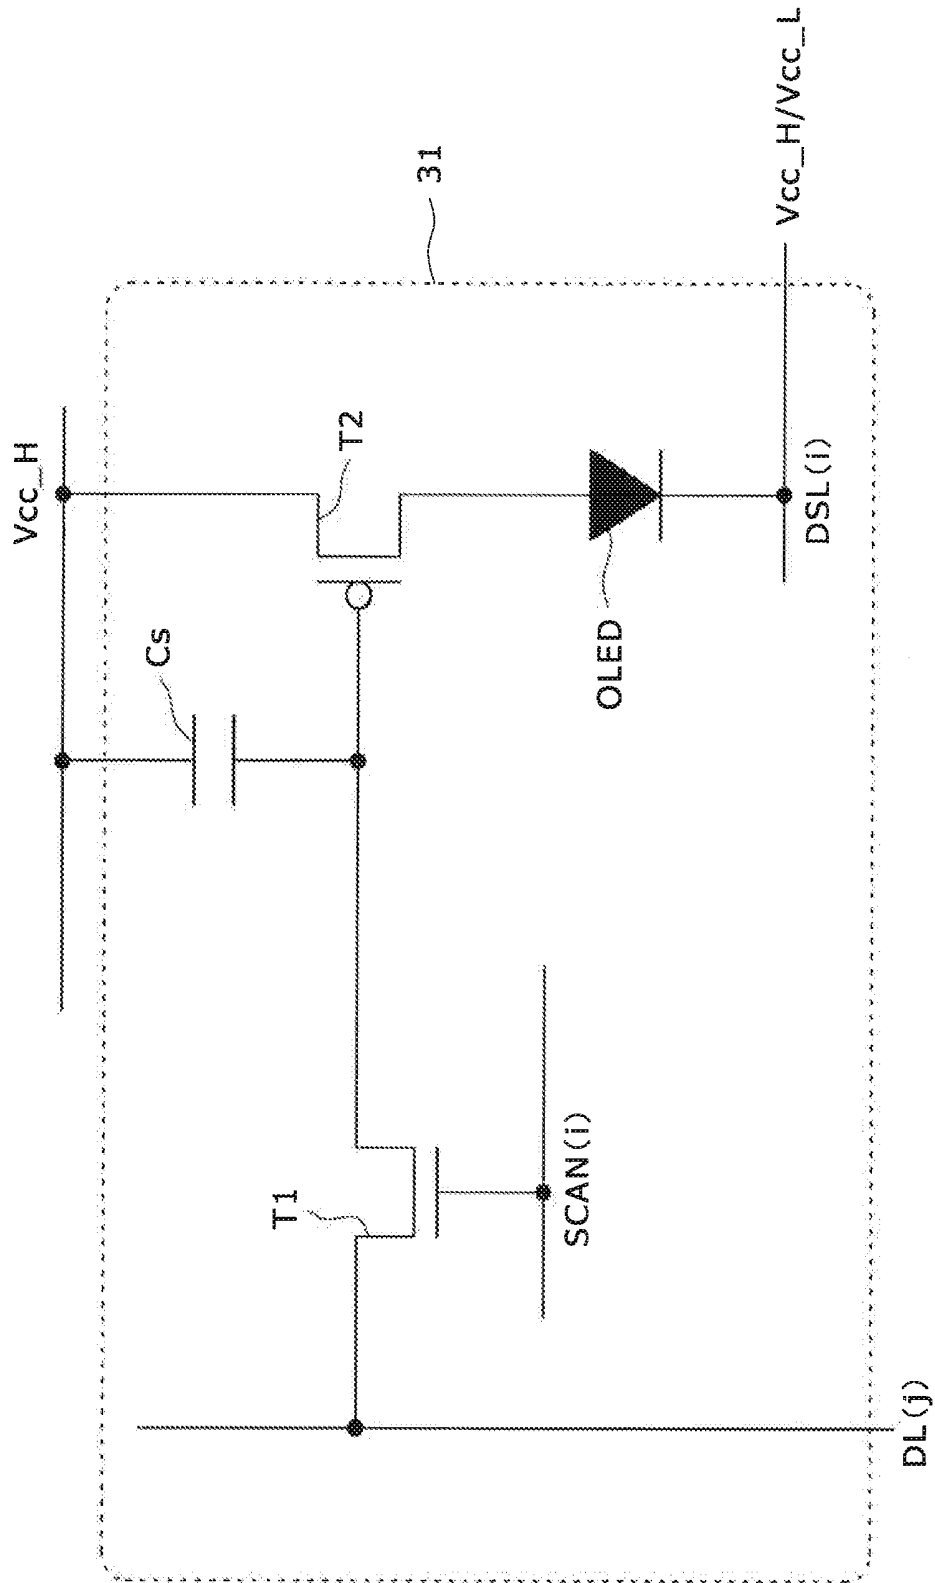 Vcc_H
Cs
T2
31
T1
OLED
SCAN(i)
DSL(i)
Vcc_H/Vcc_L
DL(j)